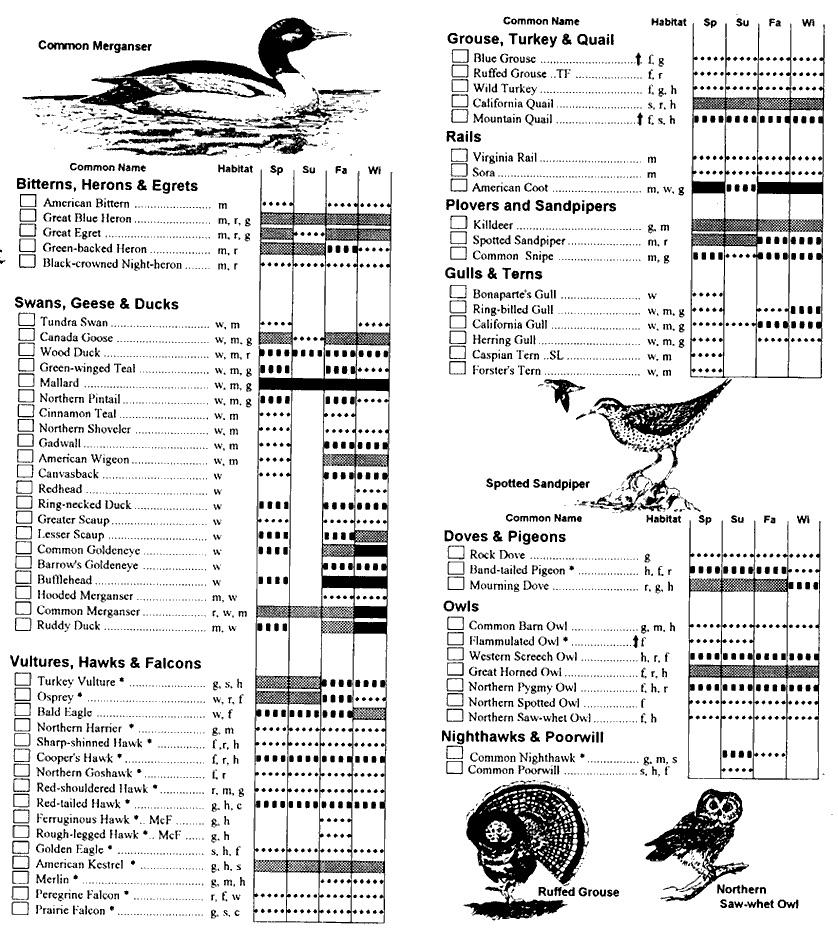 Common Merganser
Common Name Habitat Sp Su Fa Wi
Bitterns, Herons & Egrets
American Bittern m
Great Blue Heron m, r, g
Great Egret m, r, g
Green-backed Heron m, r
Black-crowned Night-heron m, r
Swans, Geese & Ducks
Tundra Swan w, m
Canada Goose w, m, g
Wood Duck w, m, r
Green-winged Teal w, m, g
Mallard w, m, g
Northern Pintail w, m, g
Cinnamon Teal w, m
Northern Shoveler w, m
Gadwall w, m
American Wigeon w, m
Canvasback w
Redhead w
Ring-necked Duck w
Greater Scaup w
Lesser Scaup w
Common Goldeneye w
Barrow's Goldeneye w
Bufflehead w
Hooded Merganser m, w
Common Merganser r, w, m
Ruddy Duck m, w
Vultures, Hawks & Falcons
Turkey Vulture * g, s, h
Osprey * w, r, f
Bald Eagle w, f
Northern Harrier * g, m
Sharp-shinned Hawk * f ,r, h
Cooper's Hawk * f, r, h
Northern Goshawk * f, r
Red-shouldered Hawk * r, m, g
Red-tailed Hawk * g, h, c
Ferruginous Hawk *.. McF g, h
Rough-legged Hawk *.. McF g, h
Golden Eagle * s, h, f
American Kestrel * g, h, s
Merlin * g, m, h
Peregrine Falcon * r, f, w
Prairie Falcon * g, s, c
Common Name Habitat Sp Su Fa Wi
Grouse, Turkey & Quail
Blue Grouse ⬆ f, g
Ruffed Grouse ..TF f, r
Wild Turkey f, g, h
California Quail s, r, h
Mountain Quail ⬆ f, s, h
Rails
Virginia Rail m
Sora m
American Coot m, w, g
Plovers and Sandpipers
Killdeer g, m
Spotted Sandpiper m, r
Common Snipe m, g
Gulls & Terns
Bonaparte's Gull w
Ring-billed Gull w, m, g
California Gull w, m, g
Herring Gull w, m, g
Caspian Tern ..SL w, m
Forster's Tern w, m
Spotted Sandpiper
Common Name Habitat Sp Su Fa Wi
Doves & Pigeons
Rock Dove g
Band-tailed Pigeon * h, f, r
Mourning Dove r, g, h
Owls
Common Barn Owl g, m, h
Flammulated Owl * ⬆ f
Western Screech Owl h, r, f
Great Horned Owl f, r, h
Northern Pygmy Owl f, h, r
Northern Spotted Owl f
Northern Saw-whet Owl f, h
Nighthawks & Poorwill
Common Nighthawk * g, m, s
Common Poorwill s, h, f
Ruffed Grouse
Northern
Saw-whet Owl